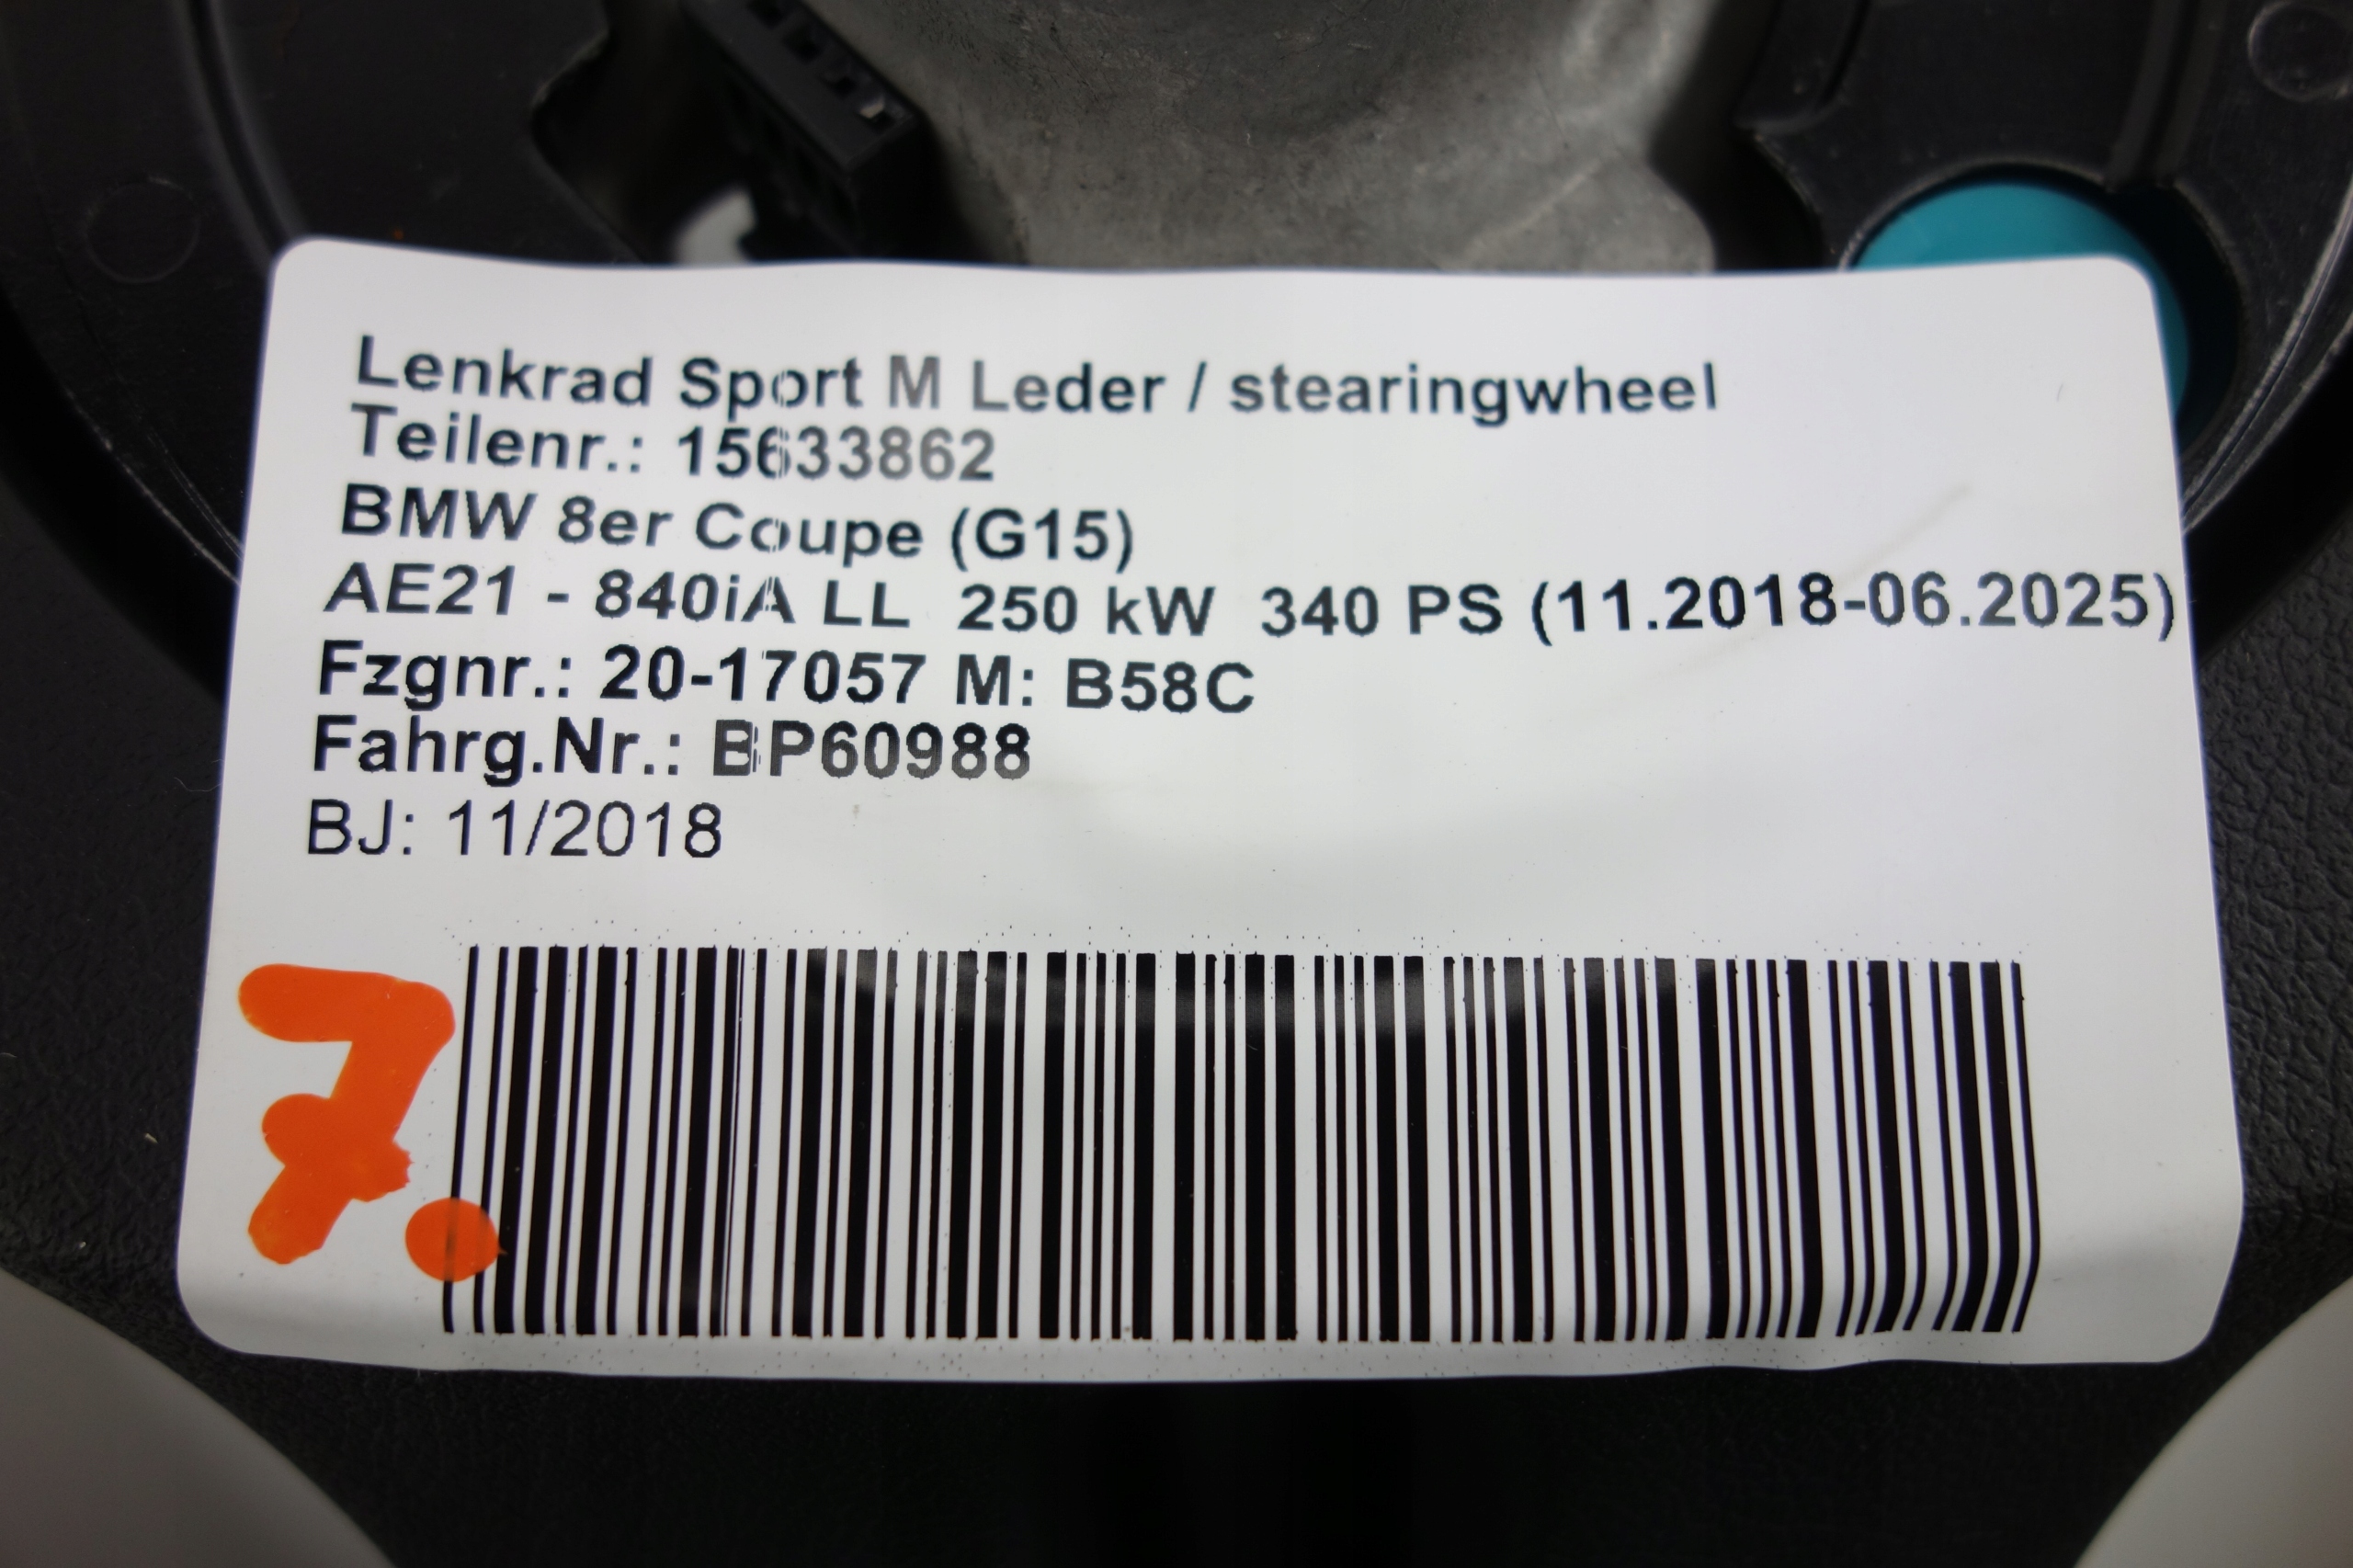 Lenkrad Sport M Leder / stearingwheel
Teilenr.: 15633862
BMW 8er Coupe (G15)
AE21 - 840iA LL 250 kW 340 PS (11.2018-06.2025)
Fzgnr.: 20-17057 M: B58C
Fahrg.Nr.: BP60988
BJ: 11/2018
7.